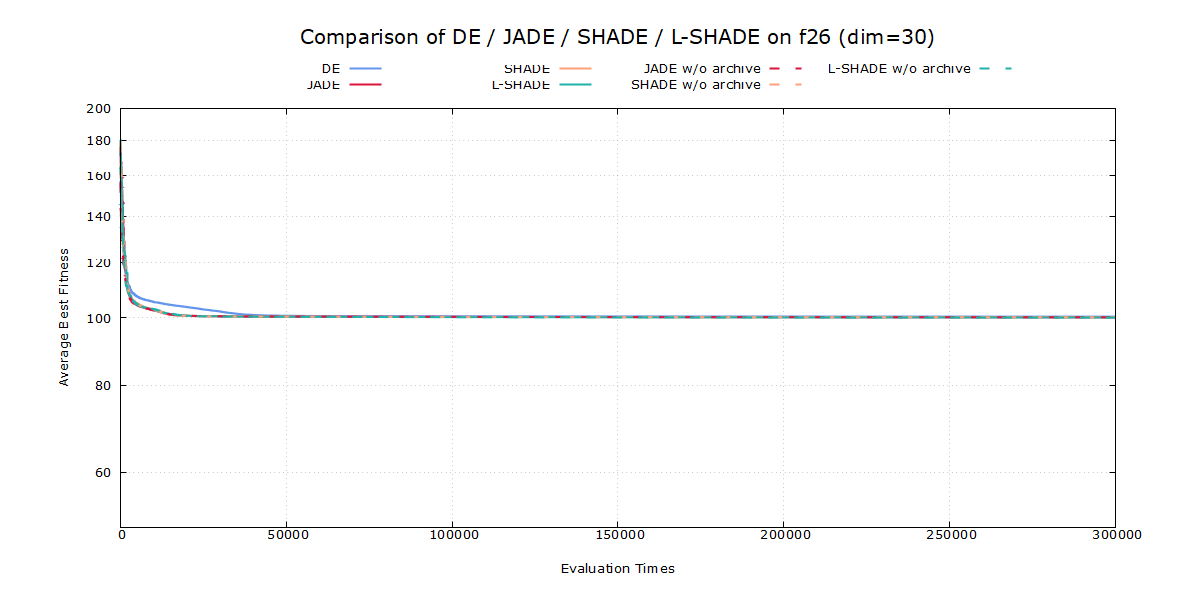 Comparison of DE / JADE / SHADE / L-SHADE on f26 (dim=30)
DE SHADE JADE w/o archive L-SHADE w/o archive
JADE L-SHADE SHADE w/o archive
200
180
160
140
120
100
80
60
Average Best Fitness
0 50000 100000 150000 200000 250000 300000
Evaluation Times